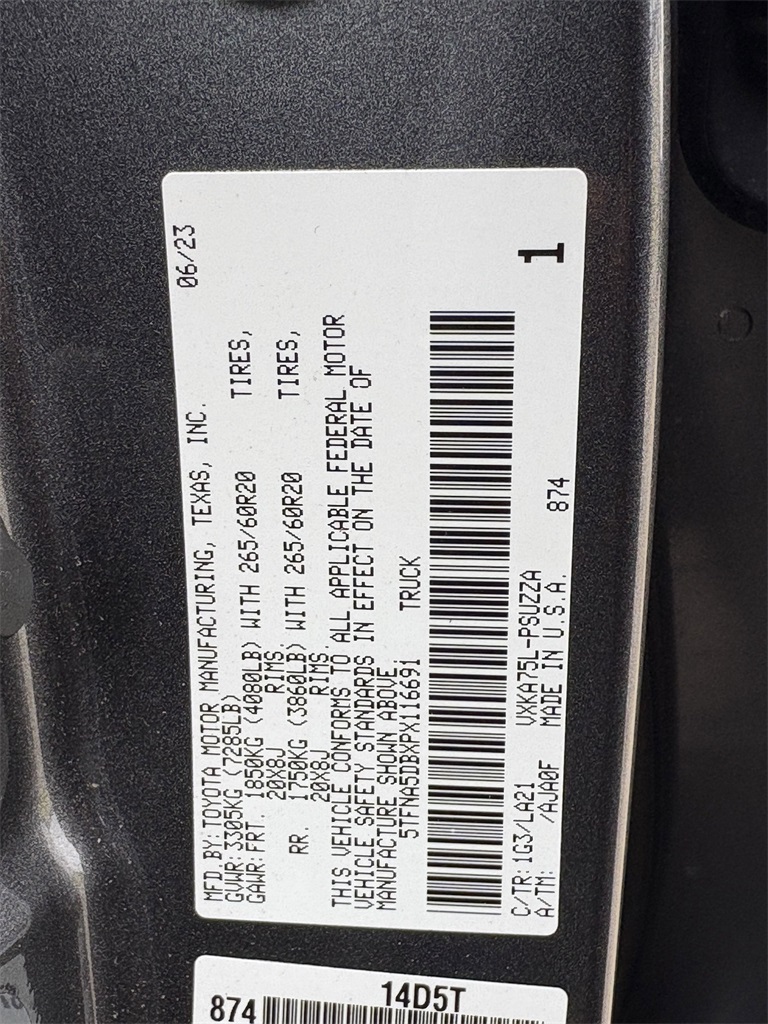 MFD.BY:TOYOTA MOTOR MANUFACTURING, TEXAS, INC. 06/23
GVWR:3305KG (7285LB)
GAWR:FRT. 1850KG (4080LB) WITH 265/60R20 TIRES,
20X8J RIMS.
RR. 1750KG (3860LB) WITH 265/60R20 TIRES,
20X8J RIMS.
THIS VEHICLE CONFORMS TO ALL APPLICABLE FEDERAL MOTOR
VEHICLE SAFETY STANDARDS IN EFFECT ON THE DATE OF
MANUFACTURE SHOWN ABOVE.
5TFNA5DBXPX116691 TRUCK
1
C/TR:1G3/LA21 VXKA75L-PSUZZA 874
A/TM: /AJA0F MADE IN U.S.A.
14D5T
874